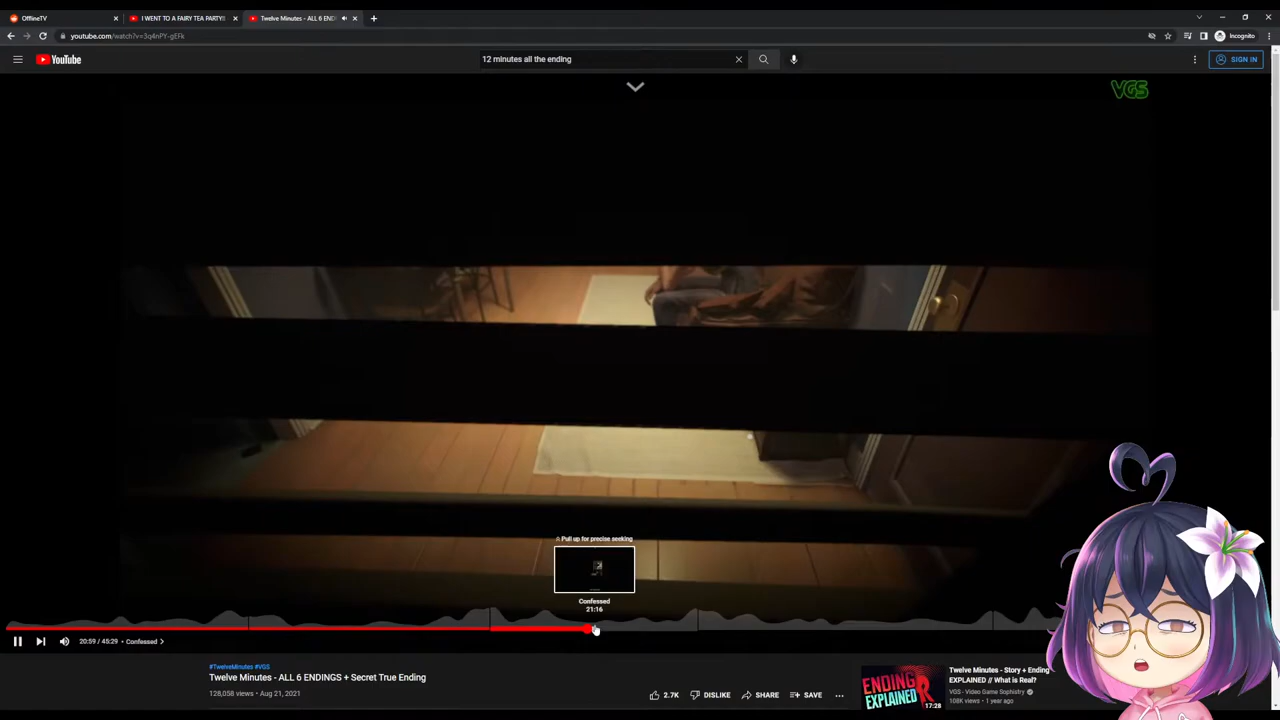 OfflineTV
I WENT TO A FAIRY TEA PARTY!!
Twelve Minutes - ALL 6 END
youtube.com/watch?v=3q4nPY-gEFk
Incognito
YouTube
12 minutes all the ending
SIGN IN
VGS
Pull up for precise seeking
Confessed
21:16
20:59 / 45:29 • Confessed
#TwelveMinutes #VGS
Twelve Minutes - ALL 6 ENDINGS + Secret True Ending
128,058 views • Aug 21, 2021
2.7K
DISLIKE
SHARE
SAVE
ENDING
EXPLAINED
17:28
Twelve Minutes - Story + Ending
EXPLAINED // What is Real?
VGS - Video Game Sophistry
108K views • 1 year ago